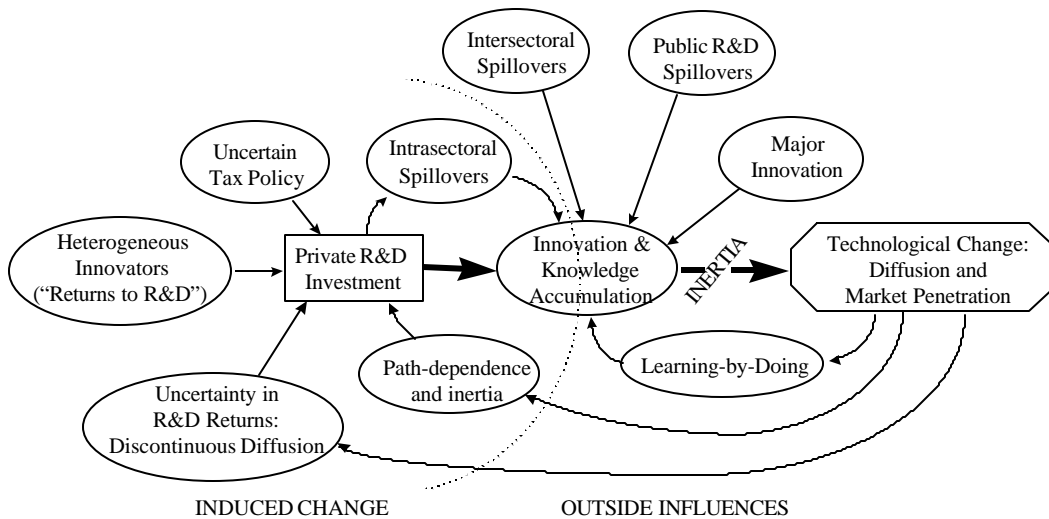 Intersectoral
Spillovers
Public R&D
Spillovers
Uncertain
Tax Policy
Intrasectoral
Spillovers
Major
Innovation
Heterogeneous
Innovators
(“Returns to R&D”)
Private R&D
Investment
Innovation &
Knowledge
Accumulation
INERTIA
Technological Change:
Diffusion and
Market Penetration
Path-dependence
and inertia
Learning-by-Doing
Uncertainty in
R&D Returns:
Discontinuous Diffusion
INDUCED CHANGE
OUTSIDE INFLUENCES